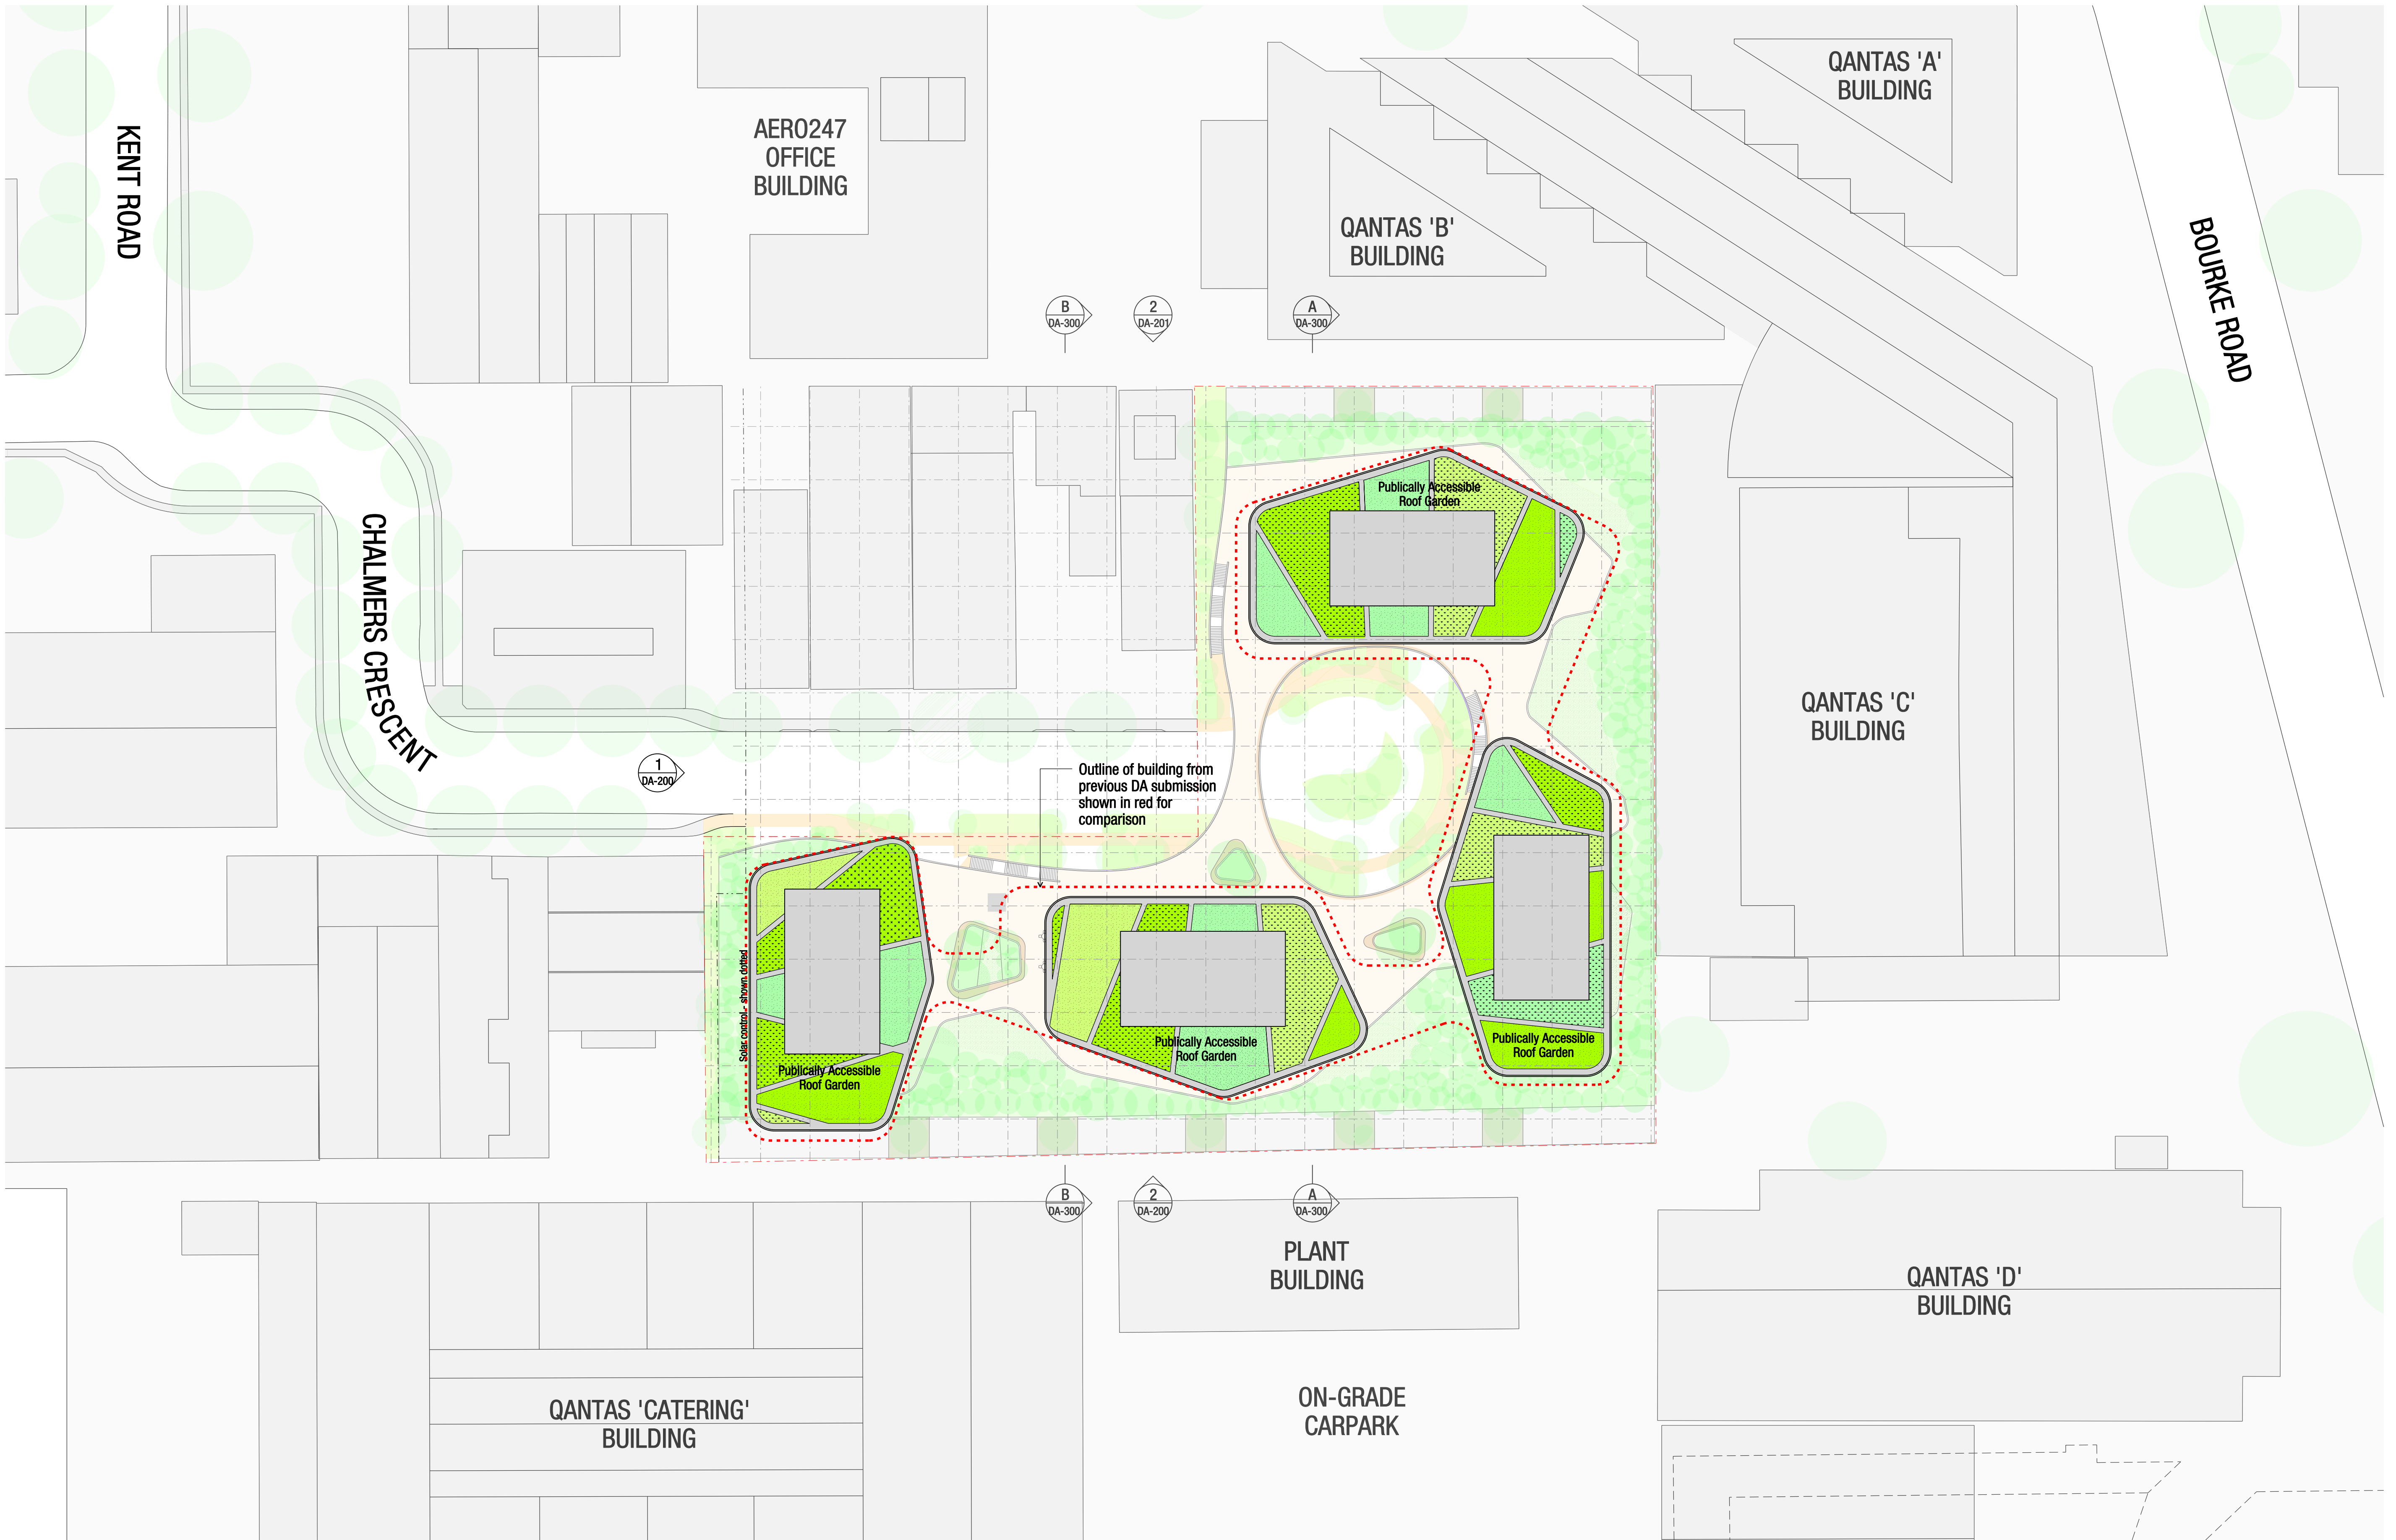 QANTAS 'A'
BUILDING
KENT ROAD
AERO247
OFFICE
BUILDING
QANTAS 'B'
BUILDING
BOURKE ROAD
B
DA-300
2
DA-201
A
DA-300
Publically Accessible
Roof Garden
CHALMERS CRESCENT
QANTAS 'C'
BUILDING
1
DA-200
Outline of building from
previous DA submission
shown in red for
comparison
Solar control - shown dotted
Publically Accessible
Roof Garden
Publically Accessible
Roof Garden
Publically Accessible
Roof Garden
B
DA-300
2
DA-200
A
DA-300
PLANT
BUILDING
QANTAS 'D'
BUILDING
QANTAS 'CATERING'
BUILDING
ON-GRADE
CARPARK